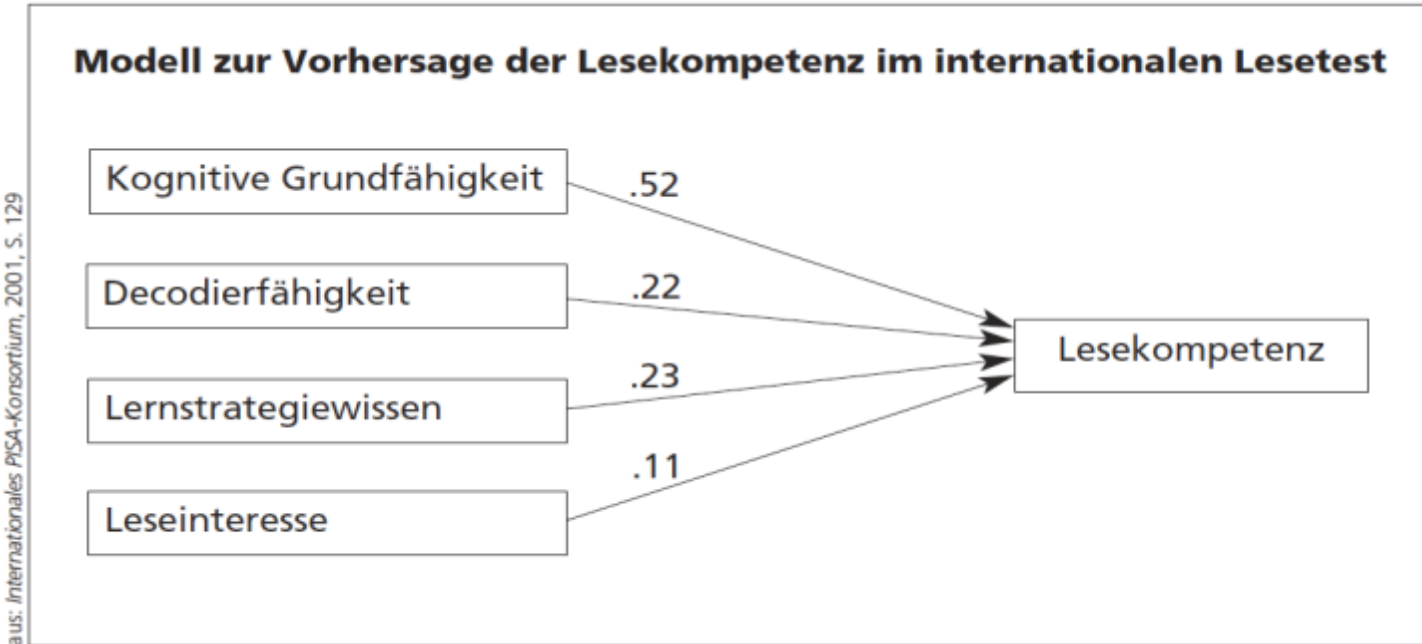 Modell zur Vorhersage der Lesekompetenz im internationalen Lesetest
Kognitive Grundfähigkeit
.52
Decodierfähigkeit
.22
Lernstrategiewissen
.23
Leseinteresse
.11
Lesekompetenz
aus: Internationales PISA-Konsortium, 2001, S. 129